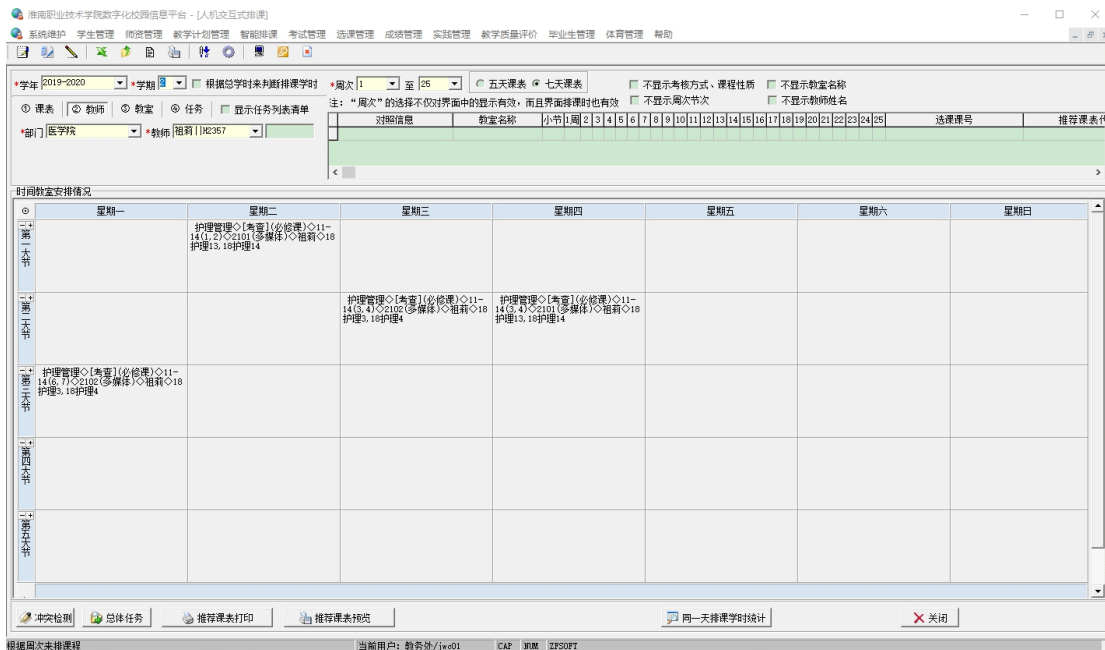 淮南职业技术学院数字化校园信息平台 - [人机交互式排课]
系统维护 学生管理 师资管理 教学计划管理 智能排课 考试管理 选课管理 成绩管理 实践管理 教学质量评价 毕业生管理 体育管理 帮助
*学年 2019-2020 *学期 2 根据总学时来判断排课学时 *周次 1 至 25 五天课表 七天课表 不显示考核方式、课程性质 不显示教室名称
注：“周次”的选择不仅对界面中的显示有效，而且界面排课时也有效 不显示周次节次 不显示教师姓名
① 课表 ② 教师 ③ 教室 ④ 任务 显示任务列表清单
*部门 医学院 *教师 祖莉||H2357
对照信息 教室名称 小节 1周 2 3 4 5 6 7 8 9 10 11 12 13 14 15 16 17 18 19 20 21 22 23 24 25 选课课号 推荐课表代
时间教室安排情况
星期一 星期二 星期三 星期四 星期五 星期六 星期日
第一大节
护理管理◇[考查](必修课)◇11-
14(1,2)◇2101(多媒体)◇祖莉◇18
护理13,18护理14
第二大节
护理管理◇[考查](必修课)◇11-
14(3,4)◇2102(多媒体)◇祖莉◇18
护理3,18护理4
护理管理◇[考查](必修课)◇11-
14(3,4)◇2101(多媒体)◇祖莉◇18
护理13,18护理14
第三大节
护理管理◇[考查](必修课)◇11-
14(6,7)◇2102(多媒体)◇祖莉◇18
护理3,18护理4
第四大节
第五大节
冲突检测 总体任务 推荐课表打印 推荐课表预览 同一天排课学时统计 关闭
根据周次来排课程 当前用户：教务处/jwc01 CAP NUM ZFSOFT